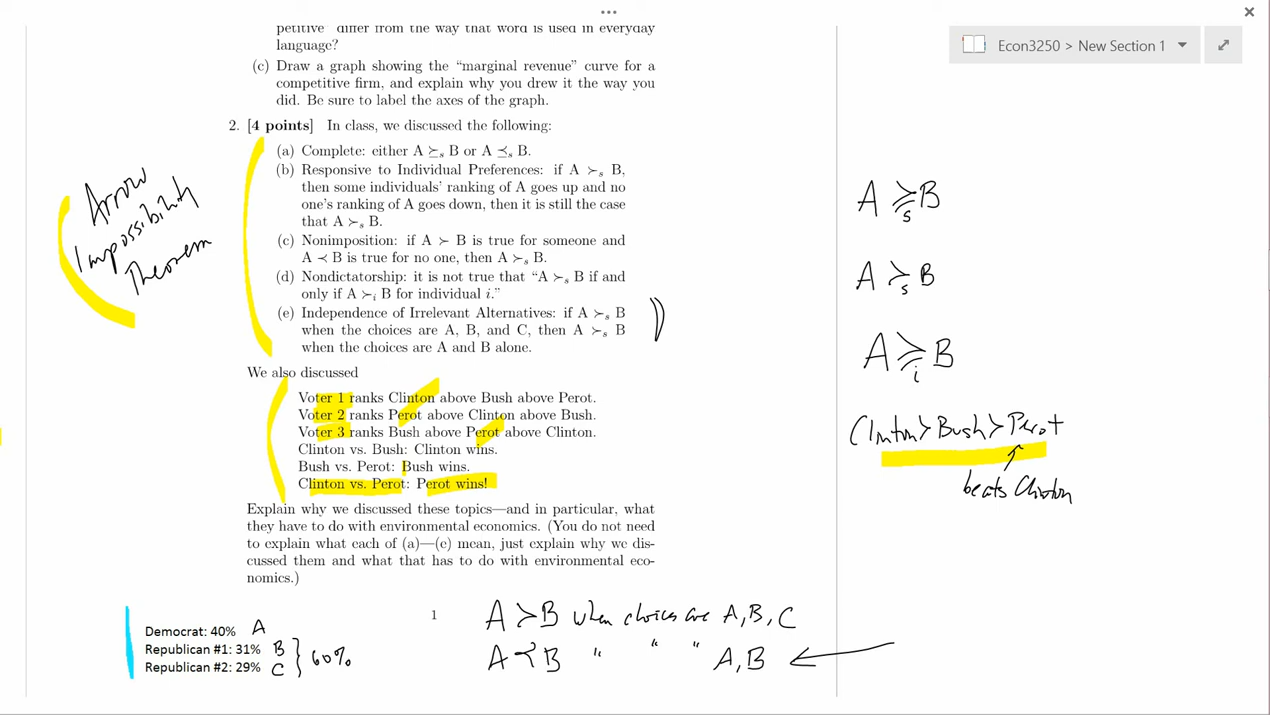 Econ3250 > New Section 1
petitive” differ from the way that word is used in everyday
language?
(c) Draw a graph showing the “marginal revenue” curve for a
competitive firm, and explain why you drew it the way you
did. Be sure to label the axes of the graph.
2. [4 points] In class, we discussed the following:
(a) Complete: either A ⪰ₛ B or A ⪯ₛ B.
(b) Responsive to Individual Preferences: if A ≻ₛ B,
then some individuals’ ranking of A goes up and no
one’s ranking of A goes down, then it is still the case
that A ≻ₛ B.
(c) Nonimposition: if A ≻ B is true for someone and
A ≺ B is true for no one, then A ≻ₛ B.
(d) Nondictatorship: it is not true that “A ≻ₛ B if and
only if A ≻ᵢ B for individual i.”
(e) Independence of Irrelevant Alternatives: if A ≻ₛ B
when the choices are A, B, and C, then A ≻ₛ B
when the choices are A and B alone.
Arrow
Impossibility
Theorem
We also discussed
Voter 1 ranks Clinton above Bush above Perot.
Voter 2 ranks Perot above Clinton above Bush.
Voter 3 ranks Bush above Perot above Clinton.
Clinton vs. Bush: Clinton wins.
Bush vs. Perot: Bush wins.
Clinton vs. Perot: Perot wins!
Explain why we discussed these topics—and in particular, what
they have to do with environmental economics. (You do not need
to explain what each of (a)—(e) mean, just explain why we dis-
cussed them and what that has to do with environmental eco-
nomics.)
1
A ⪰ₛ B
A ≻ₛ B
A ⪰ᵢ B
Clinton > Bush > Perot
beats Clinton
Democrat: 40% A
Republican #1: 31% B
Republican #2: 29% C
60%
A ≻ B when choices are A, B, C
A ≺ B " " " A, B